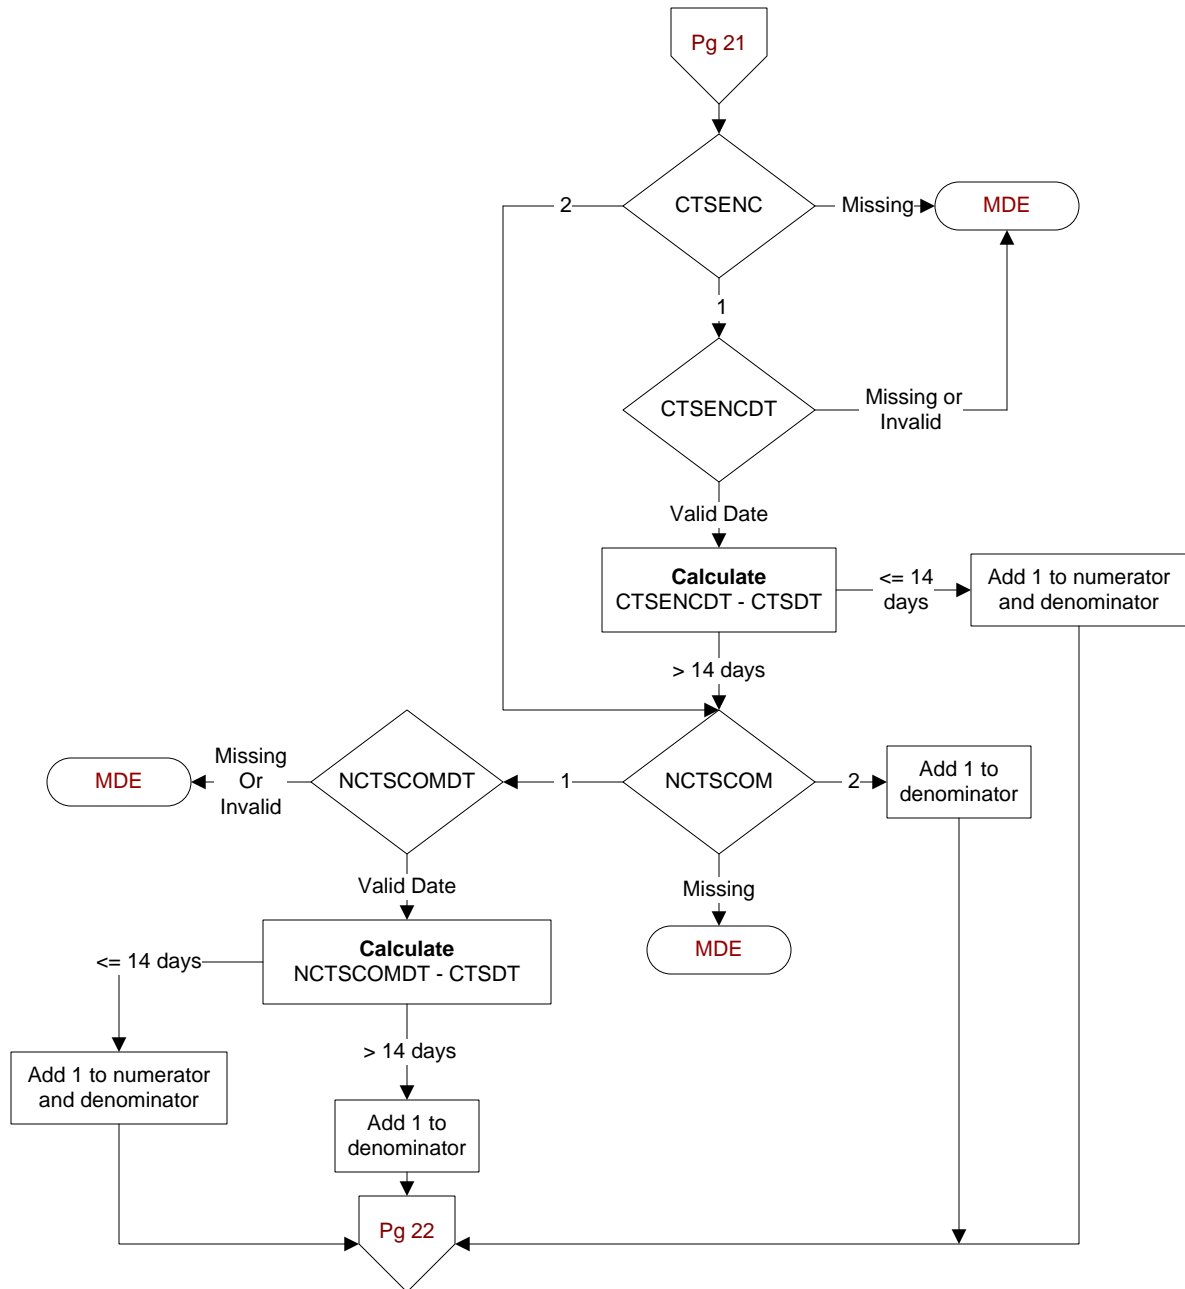 Pg 21
CTSENC
2
Missing
MDE
1
CTSENCDT
Missing or
Invalid
Valid Date
Calculate
CTSENCDT - CTSDT
<= 14
days
Add 1 to numerator
and denominator
> 14 days
NCTSCOM
1
2
Add 1 to
denominator
NCTSCOMDT
Missing
Or
Invalid
MDE
Missing
MDE
Valid Date
Calculate
NCTSCOMDT - CTSDT
<= 14 days
Add 1 to numerator
and denominator
> 14 days
Add 1 to
denominator
Pg 22